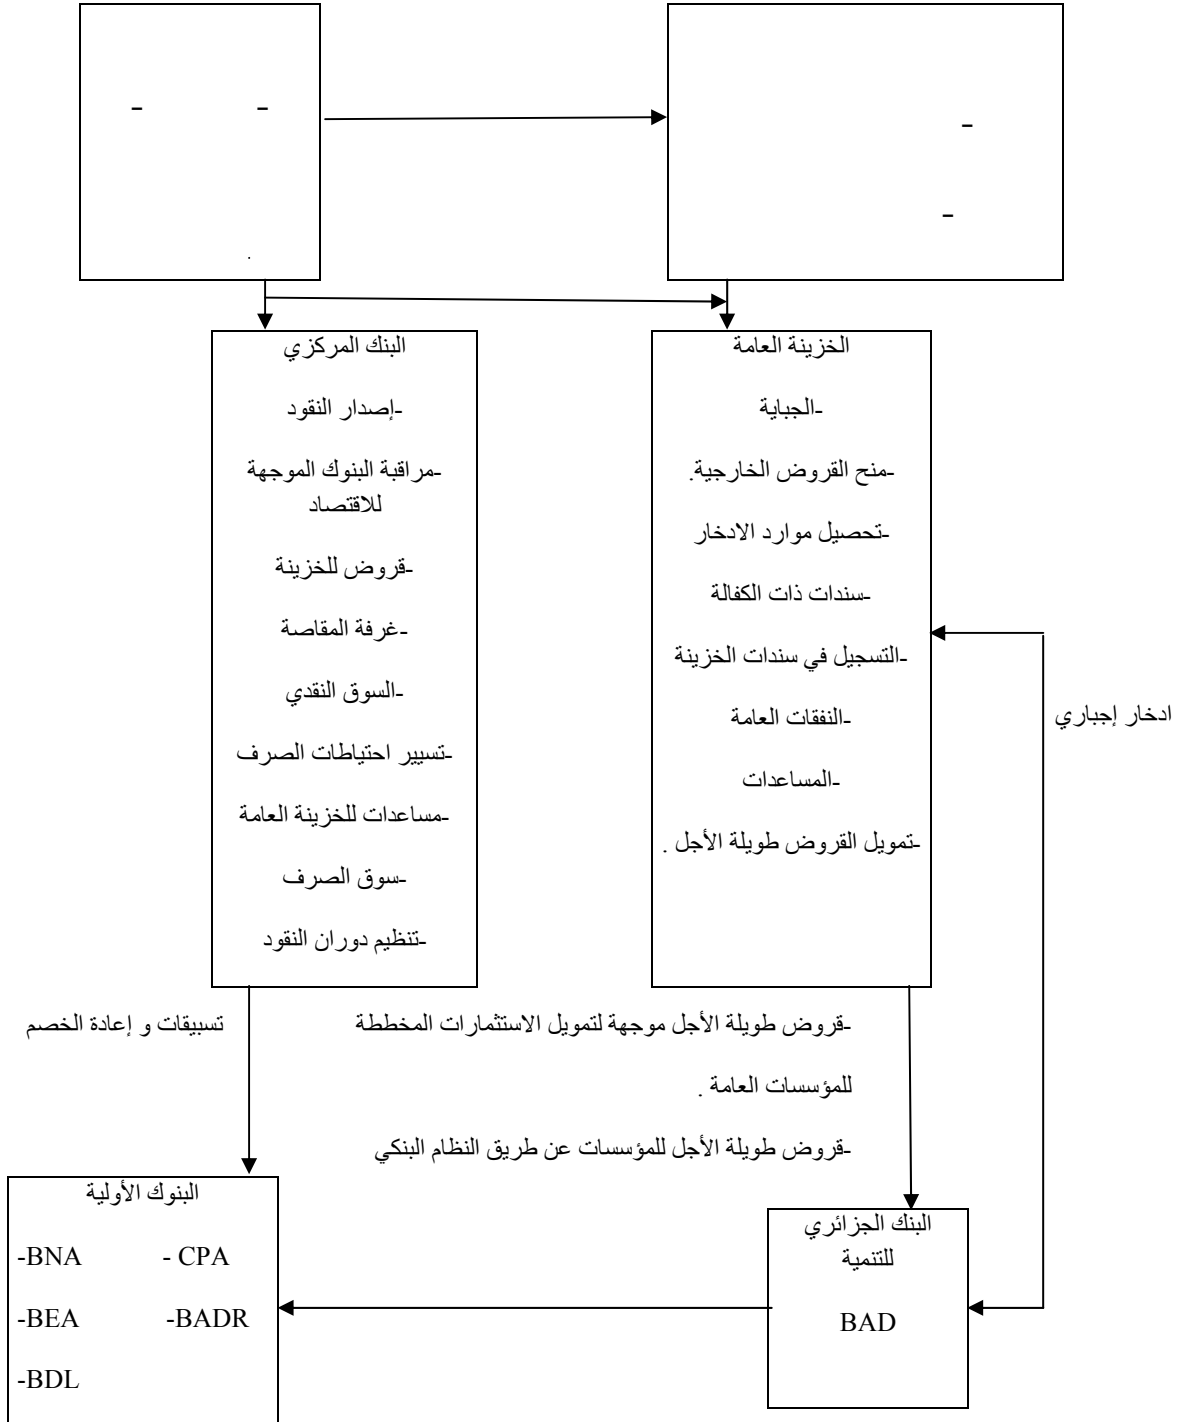 -
-
-
-
.
البنك المركزي
-إصدار النقود
-مراقبة البنوك الموجهة
للاقتصاد
-قروض للخزينة
-غرفة المقاصة
-السوق النقدي
-تسيير احتياطات الصرف
-مساعدات للخزينة العامة
-سوق الصرف
-تنظيم دوران النقود
الخزينة العامة
-الجباية
-منح القروض الخارجية.
-تحصيل موارد الادخار
-سندات ذات الكفالة
-التسجيل في سندات الخزينة
-النفقات العامة
-المساعدات
-تمويل القروض طويلة الأجل .
ادخار إجباري
تسبيقات و إعادة الخصم
-قروض طويلة الأجل موجهة لتمويل الاستثمارات المخططة
للمؤسسات العامة .
-قروض طويلة الأجل للمؤسسات عن طريق النظام البنكي
البنوك الأولية
-BNA - CPA
-BEA -BADR
-BDL
البنك الجزائري
للتنمية
BAD